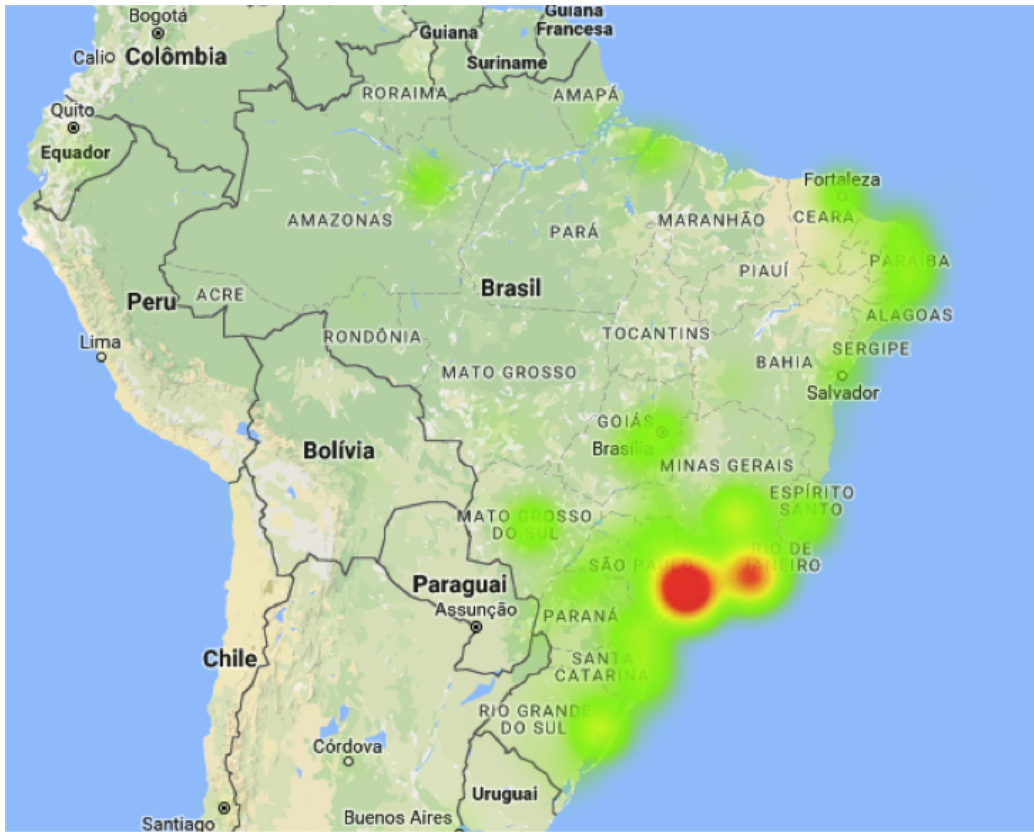 Bogotá
Guiana
Francesa
Guiana
Cali
Colômbia
Suriname
RORAIMA
AMAPÁ
Quito
Equador
Fortaleza
AMAZONAS
MARANHÃO
CEARÁ
PARÁ
PARAÍBA
PIAUÍ
Brasil
Peru
ACRE
ALAGOAS
RONDÔNIA
TOCANTINS
Lima
SERGIPE
BAHIA
MATO GROSSO
Salvador
GOIÁS
Brasília
Bolívia
MINAS GERAIS
ESPÍRITO
SANTO
MATO GROSSO
DO SUL
RIO DE
JANEIRO
SÃO PAULO
Paraguai
Assunção
PARANÁ
Chile
SANTA
CATARINA
RIO GRANDE
DO SUL
Córdova
Uruguai
Buenos Aires
Santiago